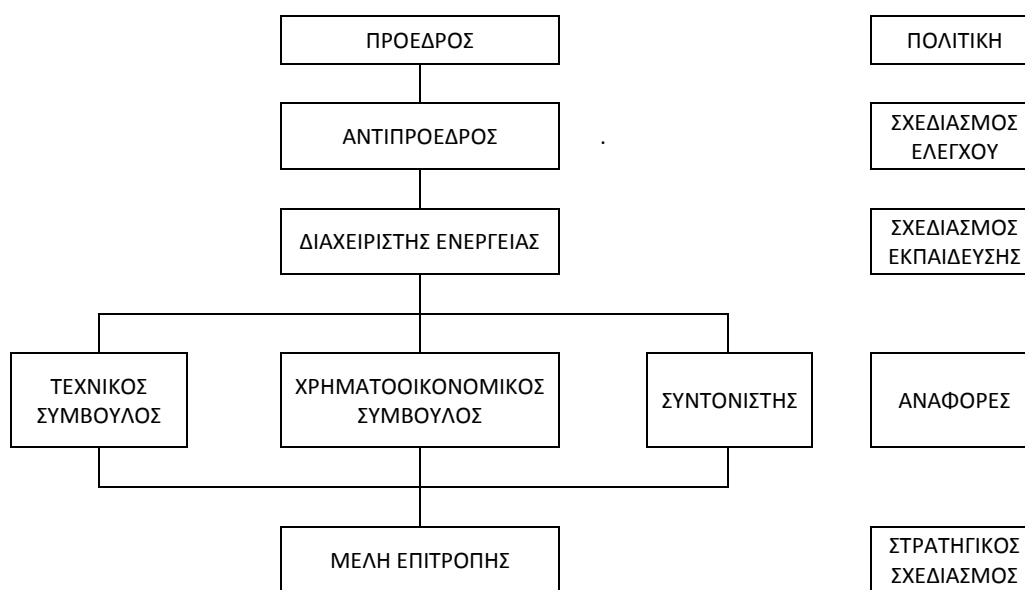 ΠΡΟΕΔΡΟΣ
ΠΟΛΙΤΙΚΗ
ΑΝΤΙΠΡΟΕΔΡΟΣ
.
ΣΧΕΔΙΑΣΜΟΣ
ΕΛΕΓΧΟΥ
ΔΙΑΧΕΙΡΙΣΤΗΣ ΕΝΕΡΓΕΙΑΣ
ΣΧΕΔΙΑΣΜΟΣ
ΕΚΠΑΙΔΕΥΣΗΣ
ΤΕΧΝΙΚΟΣ
ΣΥΜΒΟΥΛΟΣ
ΧΡΗΜΑΤΟΟΙΚΟΝΟΜΙΚΟΣ
ΣΥΜΒΟΥΛΟΣ
ΣΥΝΤΟΝΙΣΤΗΣ
ΑΝΑΦΟΡΕΣ
ΜΕΛΗ ΕΠΙΤΡΟΠΗΣ
ΣΤΡΑΤΗΓΙΚΟΣ
ΣΧΕΔΙΑΣΜΟΣ